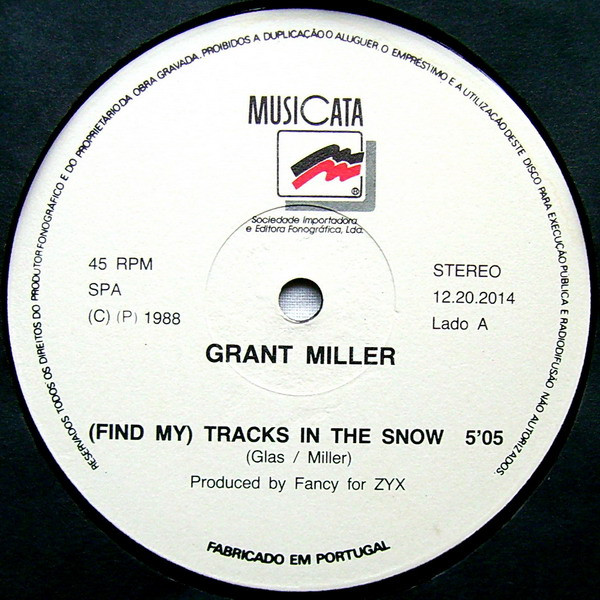 RESERVADOS TODOS OS DIREITOS DO PRODUTOR FONOGRÁFICO E DO PROPRIETÁRIO DA OBRA GRAVADA. PROIBIDOS A DUPLICAÇÃO O ALUGUER. O EMPRÉSTIMO E A UTILIZAÇÃO DESTE DISCO PARA EXECUÇÃO PUBLICA E RADIODIFUSÃO NÃO AUTORIZADOS.
MUSICATA
®
Sociedade Importadora
e Editora Fonográfica, Lda.
45 RPM
SPA
(C) (P) 1988
STEREO
12.20.2014
Lado A
GRANT MILLER
(FIND MY) TRACKS IN THE SNOW 5'05
(Glas / Miller)
Produced by Fancy for ZYX
FABRICADO EM PORTUGAL